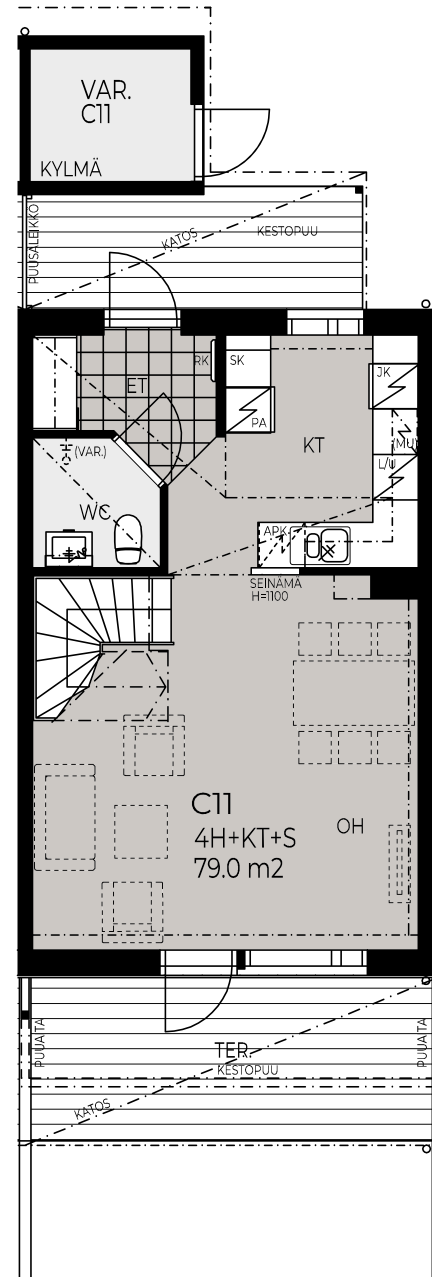 VAR.
C11
KYLMÄ
PUUSÄLEIKKÖ
KATOS
KESTOPUU
RK
SK
JK
ET
PA
KT
(MU)
(VAR.)
L/U
WC
APK
SEINÄMÄ
H=1100
C11
4H+KT+S
79.0 m2
OH
PUUAITA
TER.
KESTOPUU
PUUAITA
KATOS